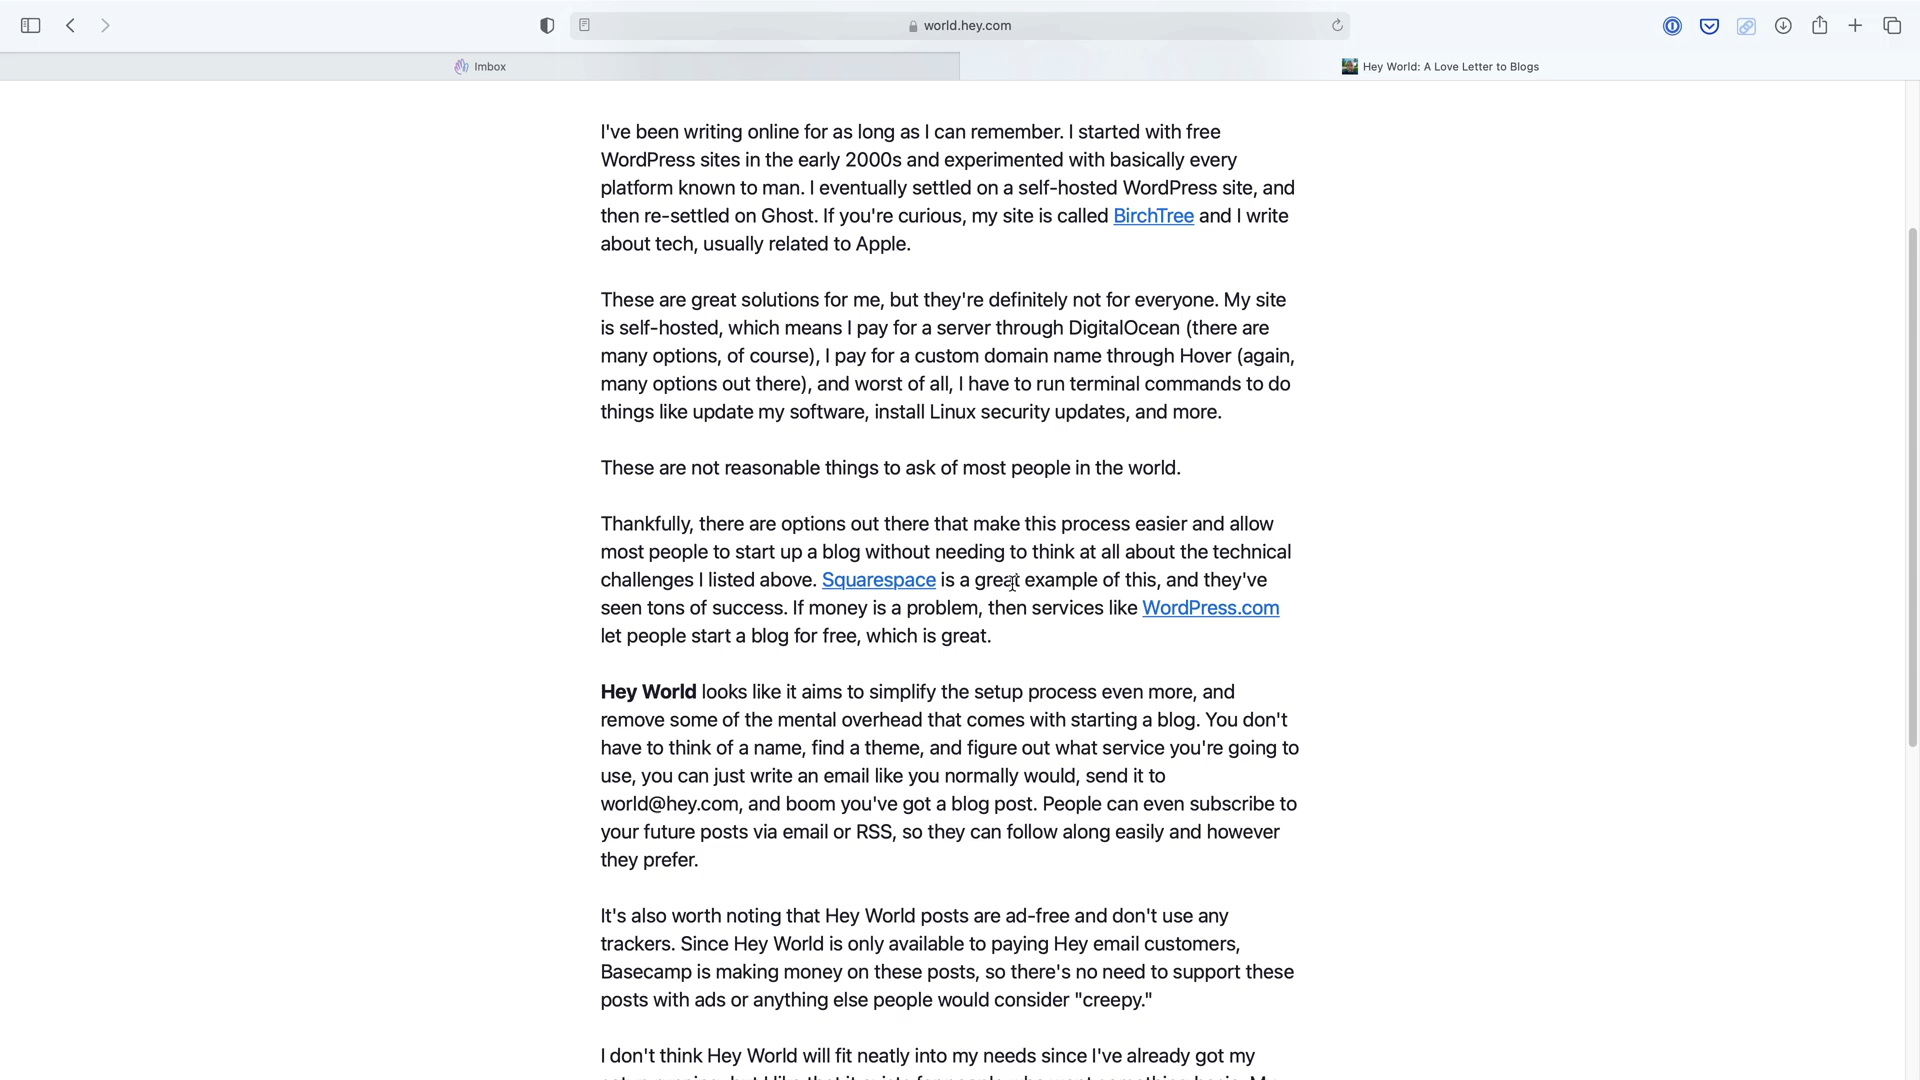 world.hey.com
Imbox
Hey World: A Love Letter to Blogs
I've been writing online for as long as I can remember. I started with free
WordPress sites in the early 2000s and experimented with basically every
platform known to man. I eventually settled on a self-hosted WordPress site, and
then re-settled on Ghost. If you're curious, my site is called BirchTree and I write
about tech, usually related to Apple.
These are great solutions for me, but they're definitely not for everyone. My site
is self-hosted, which means I pay for a server through DigitalOcean (there are
many options, of course), I pay for a custom domain name through Hover (again,
many options out there), and worst of all, I have to run terminal commands to do
things like update my software, install Linux security updates, and more.
These are not reasonable things to ask of most people in the world.
Thankfully, there are options out there that make this process easier and allow
most people to start up a blog without needing to think at all about the technical
challenges I listed above. Squarespace is a great example of this, and they've
seen tons of success. If money is a problem, then services like WordPress.com
let people start a blog for free, which is great.
Hey World looks like it aims to simplify the setup process even more, and
remove some of the mental overhead that comes with starting a blog. You don't
have to think of a name, find a theme, and figure out what service you're going to
use, you can just write an email like you normally would, send it to
world@hey.com, and boom you've got a blog post. People can even subscribe to
your future posts via email or RSS, so they can follow along easily and however
they prefer.
It's also worth noting that Hey World posts are ad-free and don't use any
trackers. Since Hey World is only available to paying Hey email customers,
Basecamp is making money on these posts, so there's no need to support these
posts with ads or anything else people would consider "creepy."
I don't think Hey World will fit neatly into my needs since I've already got my